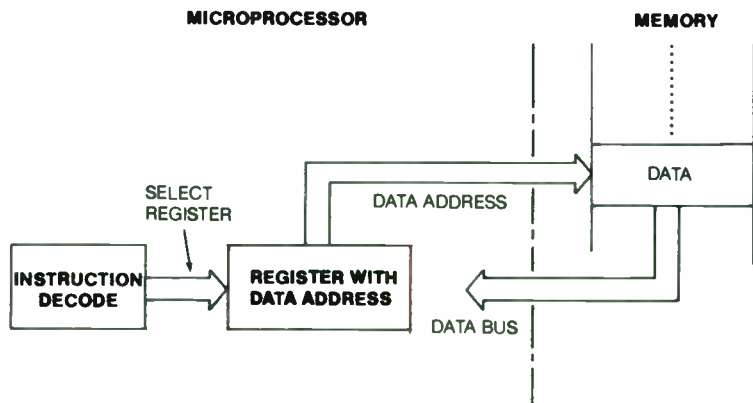 MICROPROCESSOR
MEMORY
DATA
SELECT
REGISTER
DATA ADDRESS
INSTRUCTION
DECODE
REGISTER WITH
DATA ADDRESS
DATA BUS